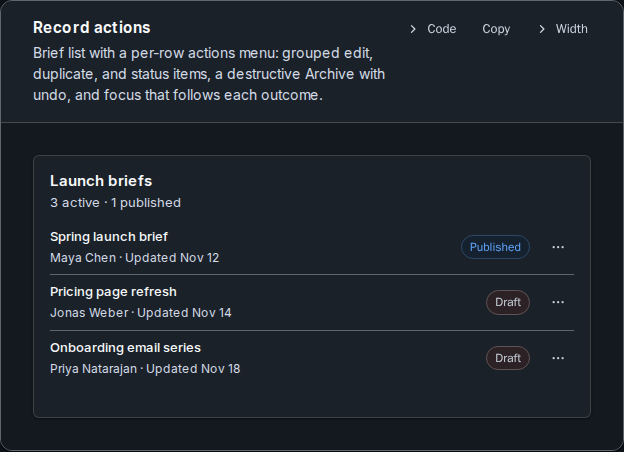 Record actions
Code
Copy
Width
Brief list with a per-row actions menu: grouped edit,
duplicate, and status items, a destructive Archive with
undo, and focus that follows each outcome.
Launch briefs
3 active · 1 published
Spring launch brief
Published
Maya Chen · Updated Nov 12
Pricing page refresh
Draft
Jonas Weber · Updated Nov 14
Onboarding email series
Draft
Priya Natarajan · Updated Nov 18